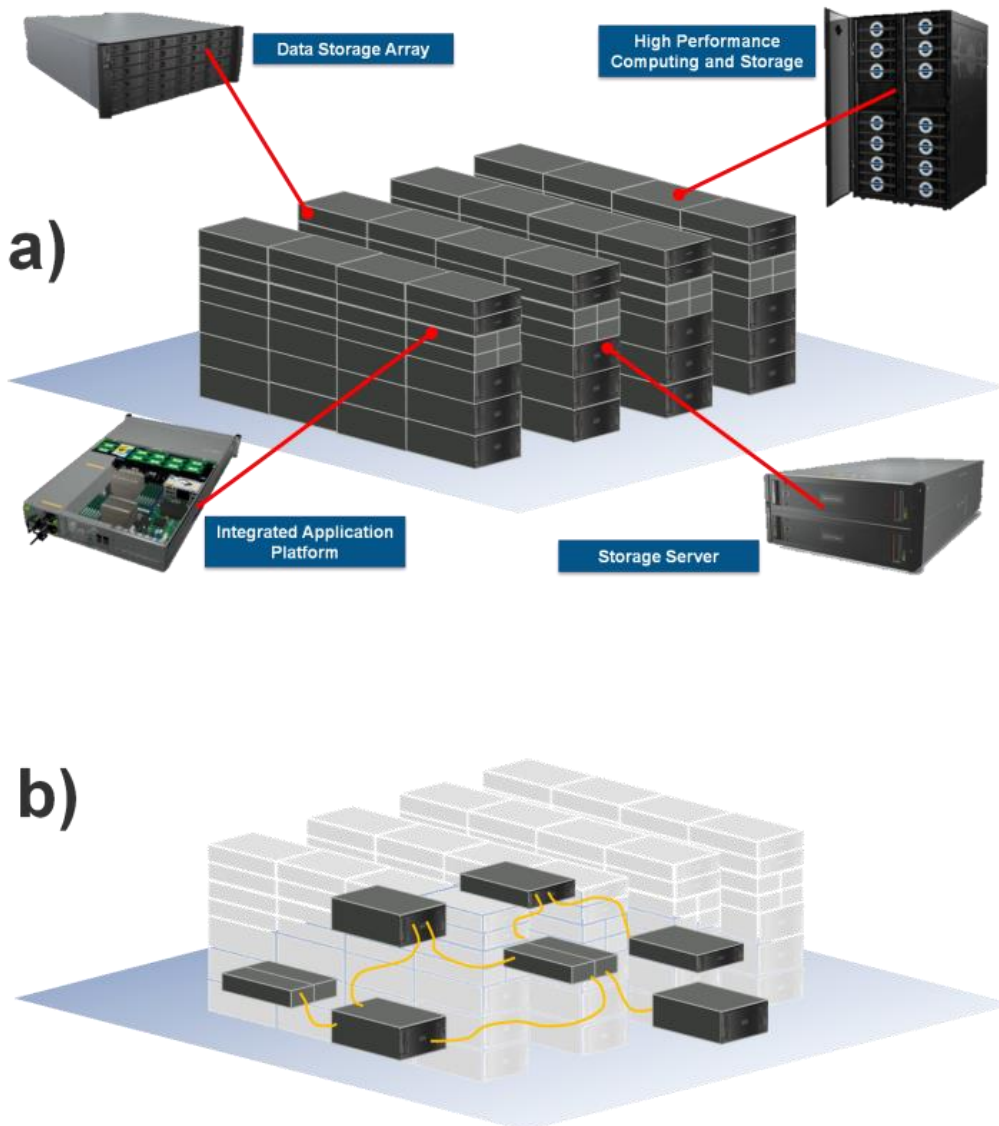 Data Storage Array
High Performance
Computing and Storage
a)
Integrated Application
Platform
Storage Server
b)